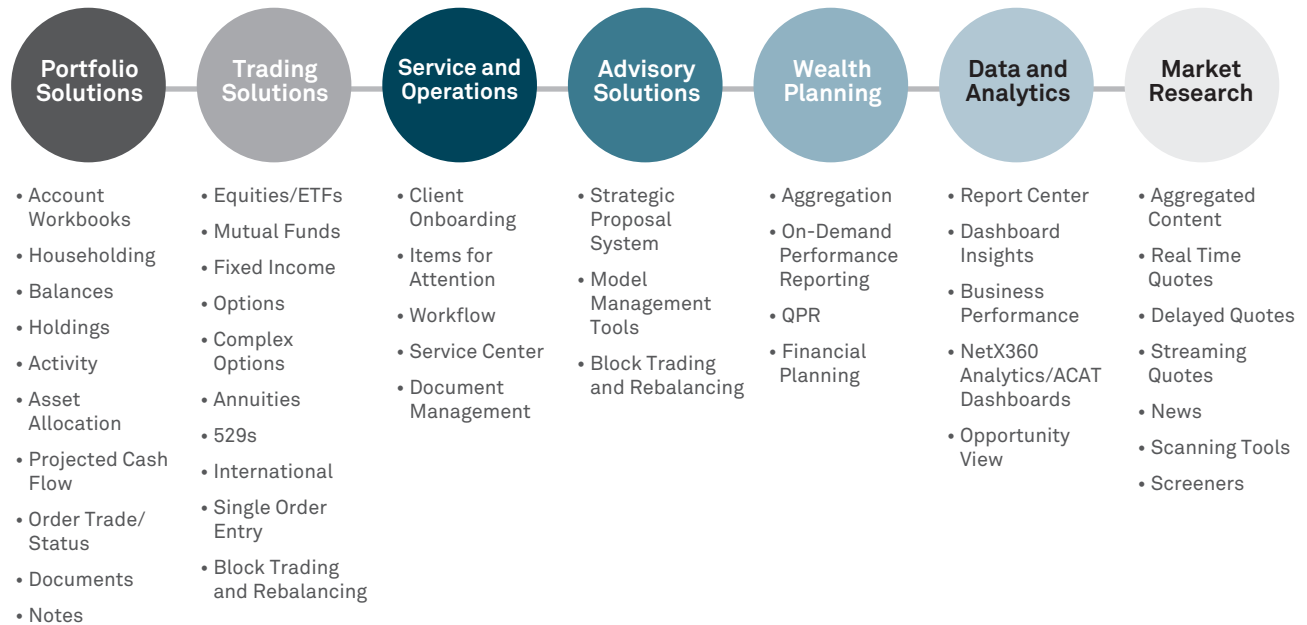 Portfolio
Solutions
Trading
Solutions
Service and
Operations
Advisory
Solutions
Wealth
Planning
Data and
Analytics
Market
Research
• Account
Workbooks
• Householding
• Balances
• Holdings
• Activity
• Asset
Allocation
• Projected Cash
Flow
• Order Trade/
Status
• Documents
• Notes
• Equities/ETFs
• Mutual Funds
• Fixed Income
• Options
• Complex
Options
• Annuities
• 529s
• International
• Single Order
Entry
• Block Trading
and Rebalancing
• Client
Onboarding
• Items for
Attention
• Workflow
• Service Center
• Document
Management
• Strategic
Proposal
System
• Model
Management
Tools
• Block Trading
and Rebalancing
• Aggregation
• On-Demand
Performance
Reporting
• QPR
• Financial
Planning
• Report Center
• Dashboard
Insights
• Business
Performance
• NetX360
Analytics/ACAT
Dashboards
• Opportunity
View
• Aggregated
Content
• Real Time
Quotes
• Delayed Quotes
• Streaming
Quotes
• News
• Scanning Tools
• Screeners